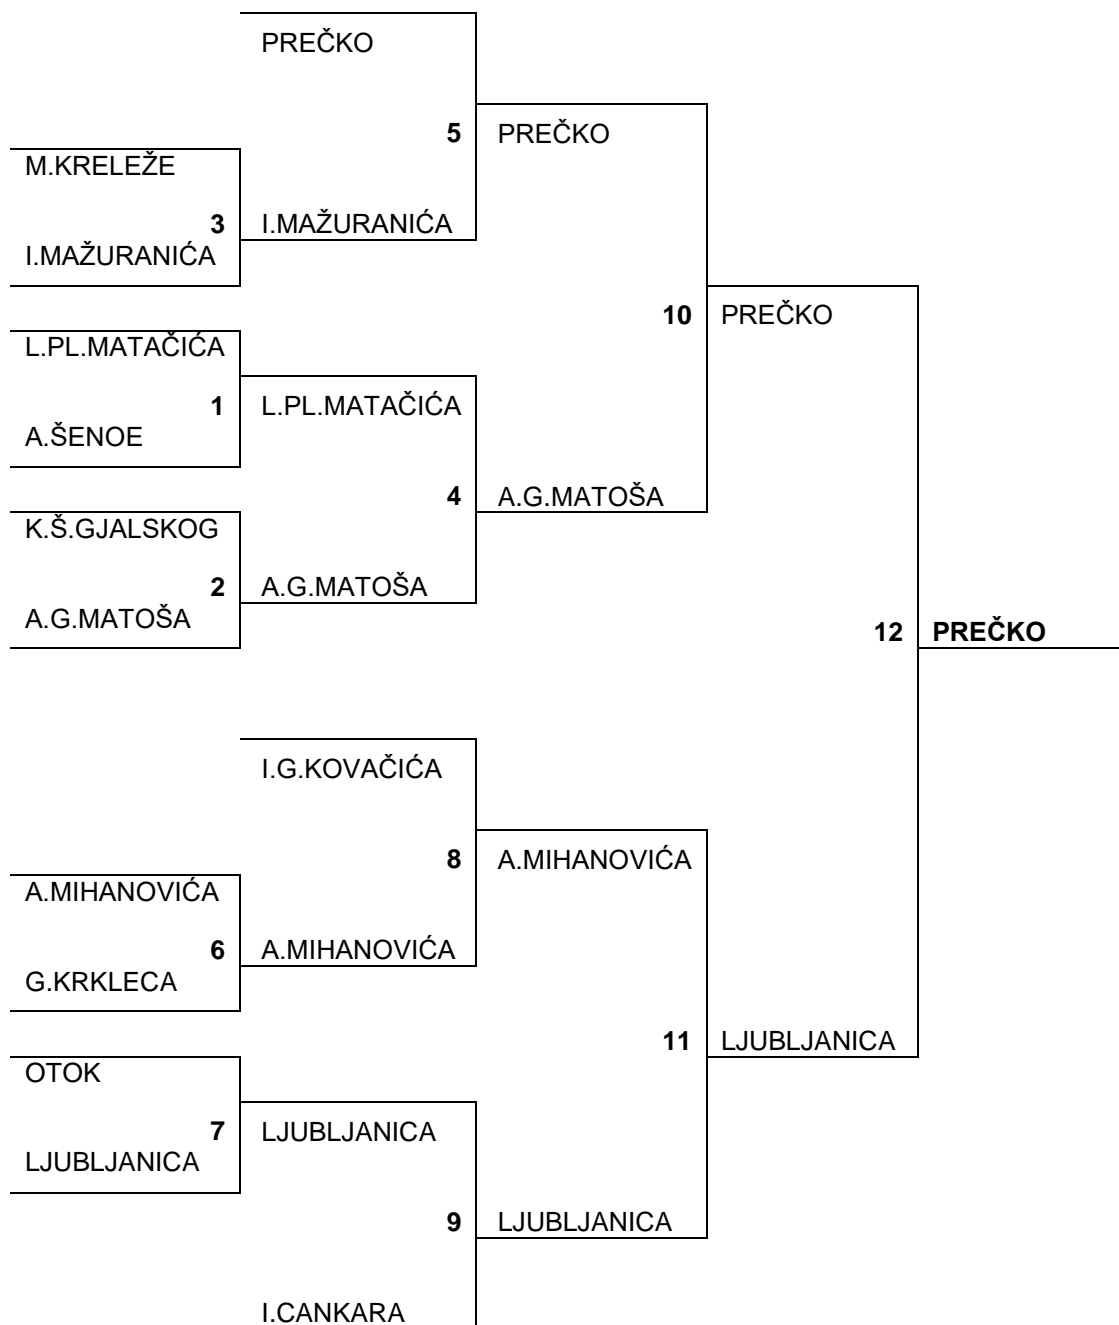 PREČKO
5 PREČKO
M.KRELEŽE
3 I.MAŽURANIĆA
I.MAŽURANIĆA
10 PREČKO
L.PL.MATAČIĆA
1 L.PL.MATAČIĆA
A.ŠENOE
4 A.G.MATOŠA
K.Š.GJALSKOG
2 A.G.MATOŠA
A.G.MATOŠA
12 PREČKO
I.G.KOVAČIĆA
8 A.MIHANOVIĆA
A.MIHANOVIĆA
6 A.MIHANOVIĆA
G.KRKLECA
11 LJUBLJANICA
OTOK
7 LJUBLJANICA
LJUBLJANICA
9 LJUBLJANICA
I.CANKARA